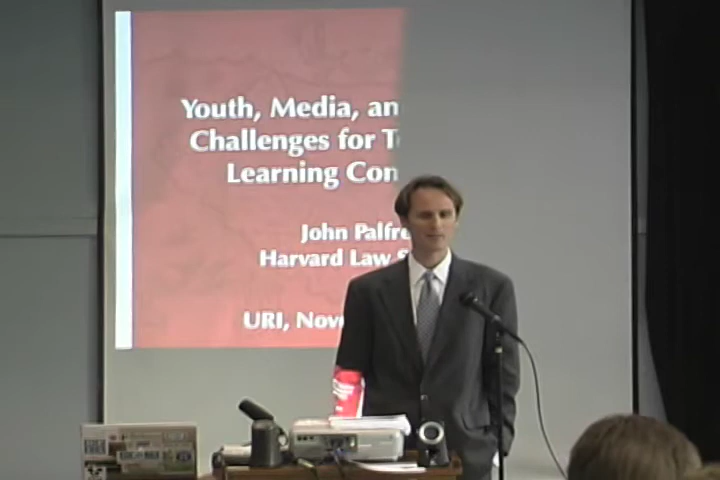 Youth, Media, an
Challenges for T
Learning Con
John Palfre
Harvard Law S
URI, Nov